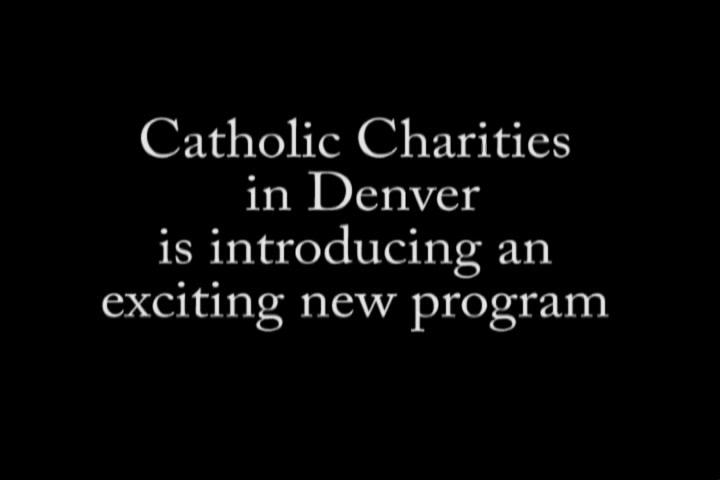 Catholic Charities
in Denver
is introducing an
exciting new program